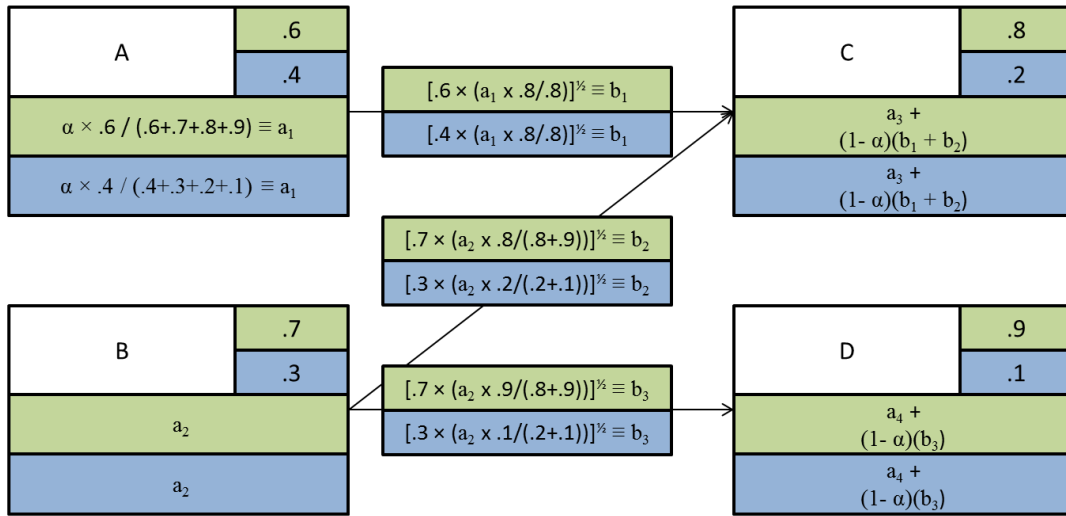 A
.6
.4
α × .6 / (.6+.7+.8+.9) ≡ a₁
α × .4 / (.4+.3+.2+.1) ≡ a₁
[.6 × (a₁ x .8/.8)]^½ ≡ b₁
[.4 × (a₁ x .8/.8)]^½ ≡ b₁
C
.8
.2
a₃ +
(1- α)(b₁ + b₂)
a₃ +
(1- α)(b₁ + b₂)
[.7 × (a₂ x .8/(.8+.9))]^½ ≡ b₂
[.3 × (a₂ x .2/(.2+.1))]^½ ≡ b₂
B
.7
.3
a₂
a₂
[.7 × (a₂ x .9/(.8+.9))]^½ ≡ b₃
[.3 × (a₂ x .1/(.2+.1))]^½ ≡ b₃
D
.9
.1
a₄ +
(1- α)(b₃)
a₄ +
(1- α)(b₃)